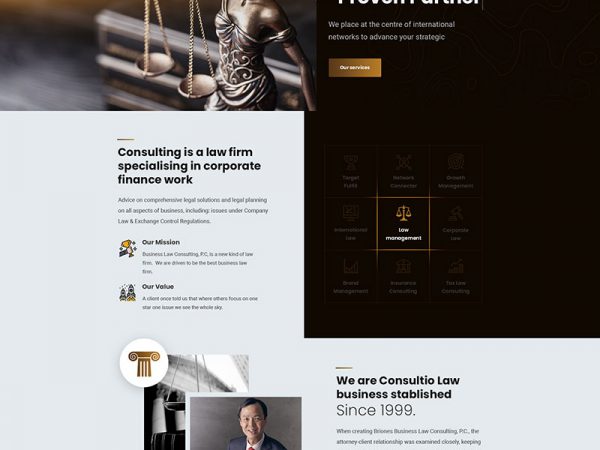 Proven Partner
We place at the centre of international
networks to advance your strategic
Our services
Consulting is a law firm
specialising in corporate
finance work
Advice on comprehensive legal solutions and legal planning
on all aspects of business, including: issues under Company
Law & Exchange Control Regulations.
Our Mission
Business Law Consulting, P.C, is a new kind of law
firm. We are driven to be the best business law
firm.
Our Value
A client once told us that where others focus on one
star one issue we see the whole sky.
Target
Fulfil
Network
Connector
Growth
Management
International
law
Law
management
Corporate
Law
Brand
Management
Insurance
Consulting
Tax Law
Consulting
We are Consultio Law
business stablished
Since 1999.
When creating Briones Business Law Consulting, P.C., the
attorney client relationship was examined closely, keeping